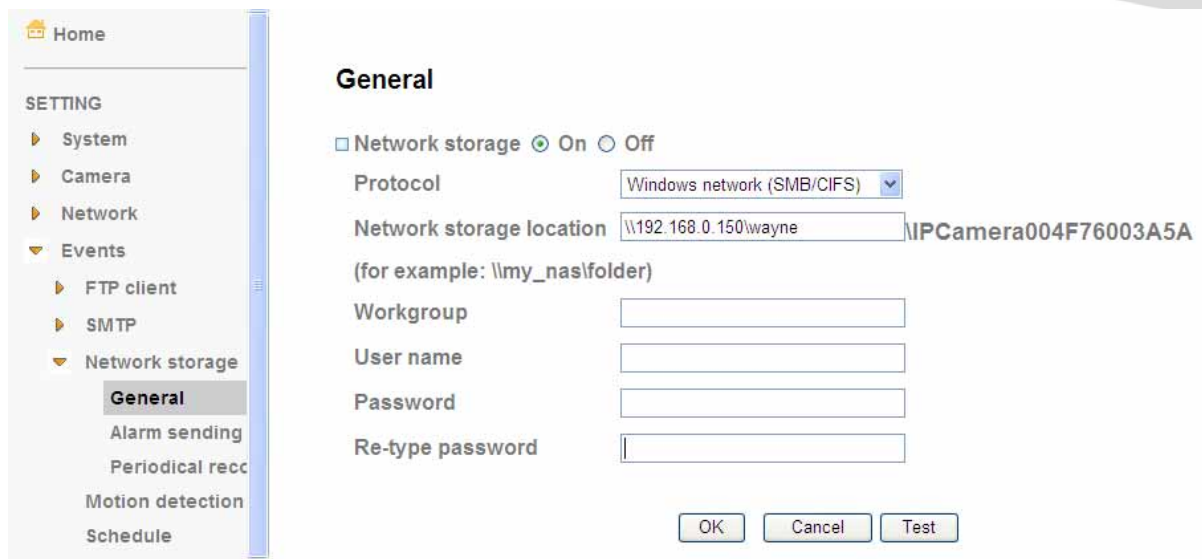 Home
SETTING
System
Camera
Network
Events
FTP client
SMTP
Network storage
General
Alarm sending
Periodical recc
Motion detection
Schedule
General
Network storage On Off
Protocol Windows network (SMB/CIFS)
Network storage location \\192.168.0.150\wayne \IPCamera004F76003A5A
(for example: \\my_nas\folder)
Workgroup
User name
Password
Re-type password
OK Cancel Test